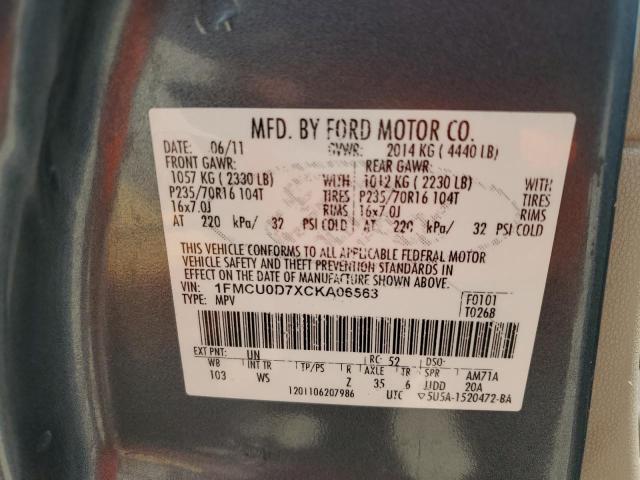 MFD. BY FORD MOTOR CO.
DATE: 06/11 GVWR: 2014 KG ( 4440 LB)
FRONT GAWR: REAR GAWR:
1057 KG ( 2330 LB) WITH 1012 KG ( 2230 LB) WITH
P235/70R16 104T TIRES P235/70R16 104T TIRES
16x7.0J RIMS 16x7.0J RIMS
AT 220 kPa/ 32 PSI COLD AT 220 kPa/ 32 PSI COLD
THIS VEHICLE CONFORMS TO ALL APPLICABLE FEDERAL MOTOR
VEHICLE SAFETY AND THEFT PREVENTION STANDARDS IN
EFFECT ON THE DATE OF MANUFACTURE SHOWN ABOVE.
VIN: 1FMCU0D7XCKA06563 F0101
TYPE: MPV T0268
EXT PNT: UN RC: 52 DSO:
WB INT TR TP/PS R AXLE TR SPR AM71A
103 WS Z 35 6 JJDD 20A
1201106207986 UTC 5U5A-1520472-BA